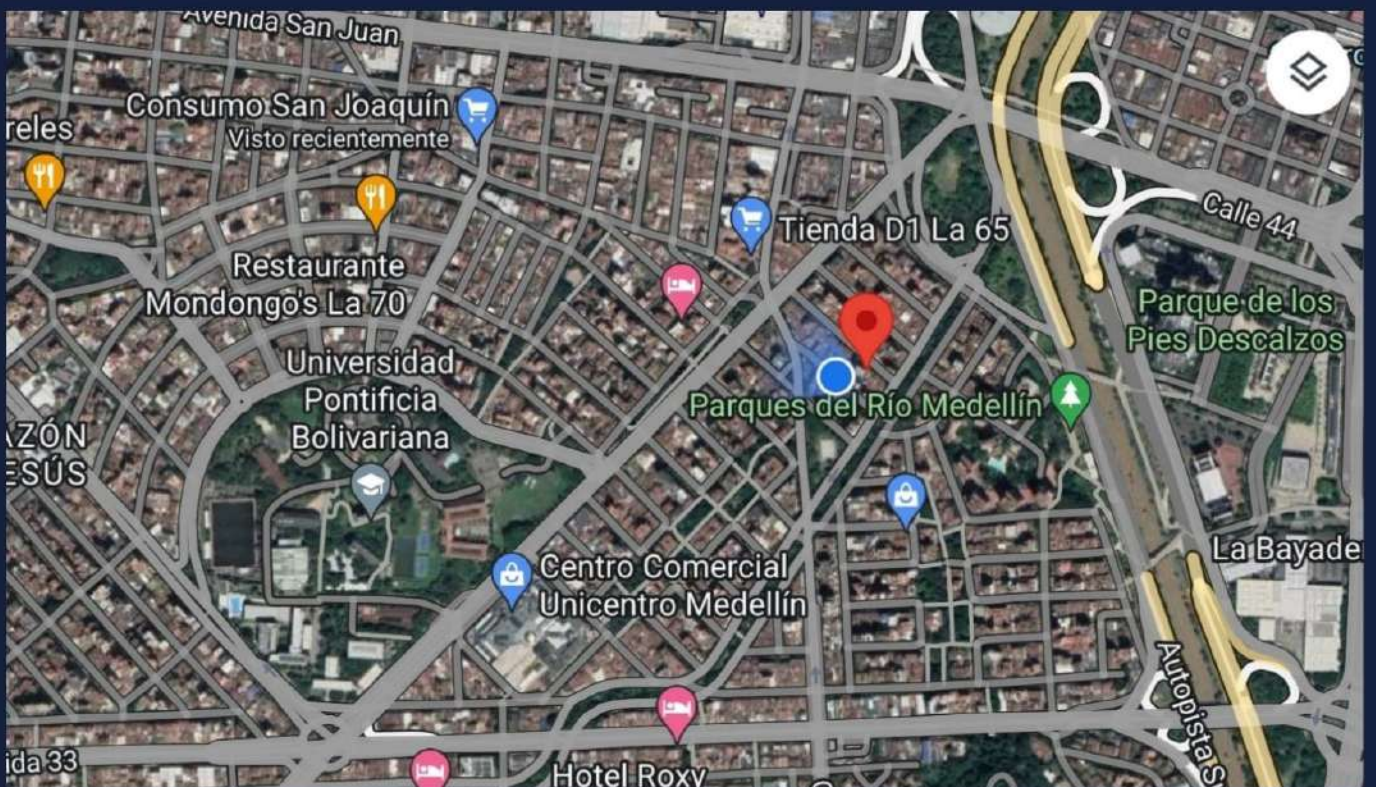 Avenida San Juan
Consumo San Joaquín
Visto recientemente
reles
Tienda D1 La 65
Calle 44
Restaurante
Mondongo's La 70
Parque de los
Pies Descalzos
Universidad
Pontificia
Bolivariana
Parques del Río Medellín
AZÓN
ESÚS
La Bayade
Centro Comercial
Unicentro Medellín
Autopista S
ida 33
Hotel Roxy